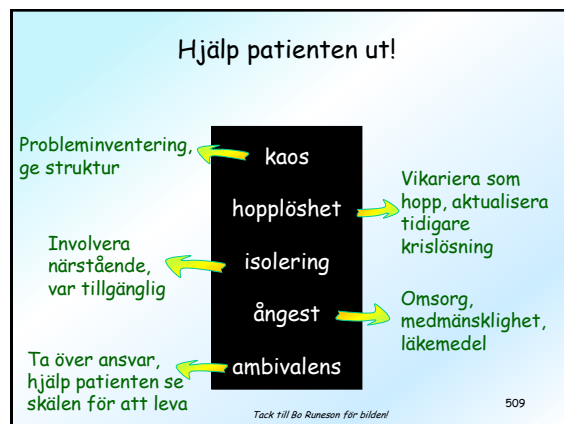 Hjälp patienten ut!
Probleminventering,
ge struktur
kaos
hopplöshet
Vikariera som
hopp, aktualisera
tidigare
krislösning
Involvera
närstående,
var tillgänglig
isolering
ångest
Omsorg,
medmänsklighet,
läkemedel
Ta över ansvar,
hjälp patienten se
skälen för att leva
ambivalens
Tack till Bo Runeson för bilden!
509